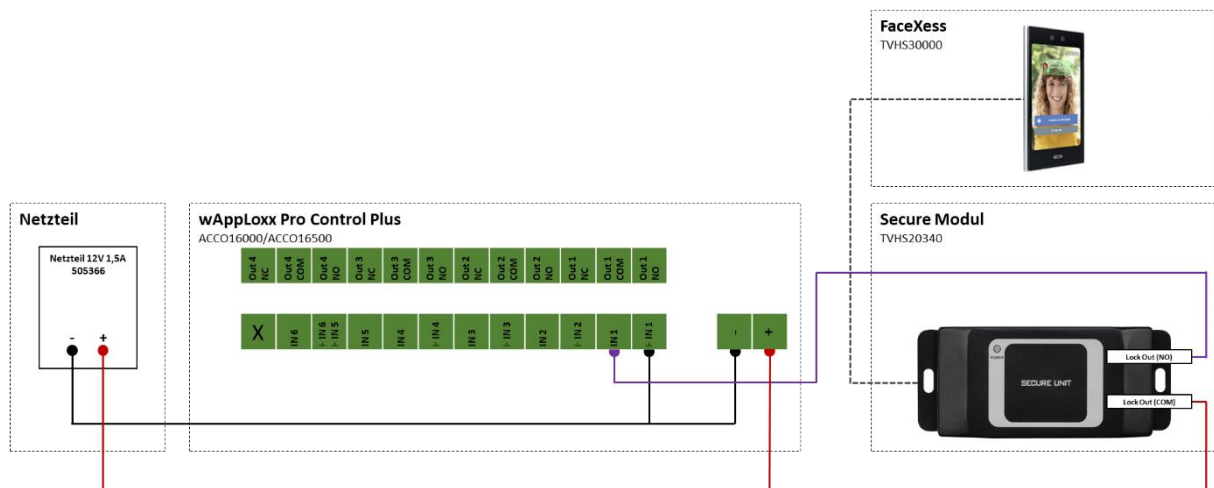 FaceXess
TVHS30000
Netzteil
Netzteil 12V 1,5A
505366
- +
wAppLoxx Pro Control Plus
ACCO16000/ACCO16500
Out 4 NC
Out 4 COM
Out 4 NO
Out 3 NC
Out 3 COM
Out 3 NO
Out 2 NC
Out 2 COM
Out 2 NO
Out 1 NC
Out 1 COM
Out 1 NO
X
IN 6
⊢ IN 6
⊢ IN 5
IN 5
IN 4
⊢ IN 4
IN 3
⊢ IN 3
IN 2
⊢ IN 2
IN 1
⊢ IN 1
- +
Secure Modul
TVHS20340
POWER
SECURE UNIT
Lock Out (NO)
Lock Out (COM)